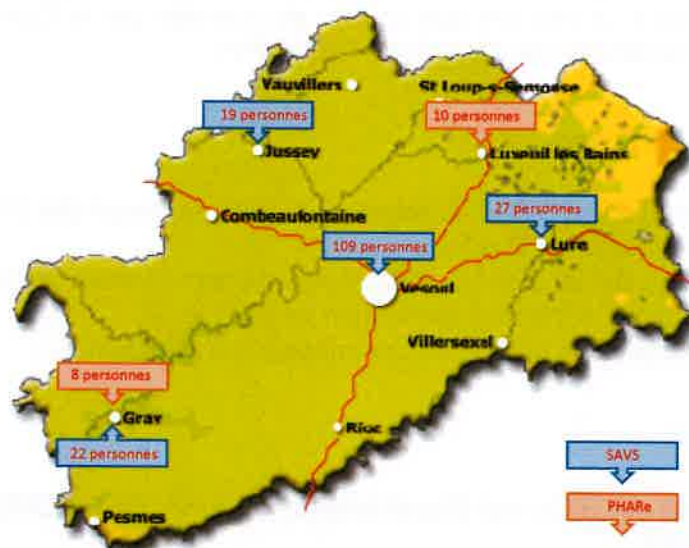 Vauvillers
St Loup-s-Semouse
19 personnes
10 personnes
Jussey
Luxeuil les Bains
27 personnes
Combeaufontaine
Lure
109 personnes
Vesoul
Villersexel
8 personnes
Gray
Rioz
22 personnes
SAVS
PHARe
Pesmes